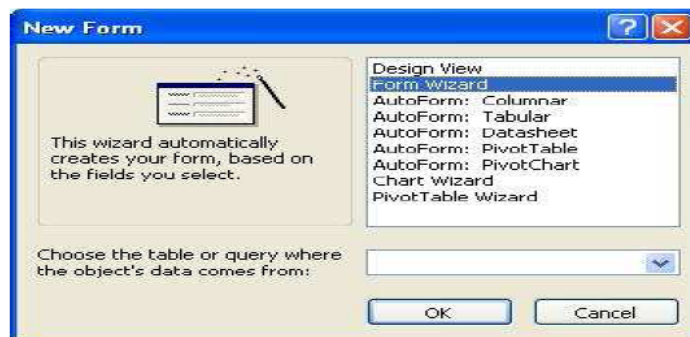 New Form
This wizard automatically
creates your form, based on
the fields you select.
Design View
Form Wizard
AutoForm: Columnar
AutoForm: Tabular
AutoForm: Datasheet
AutoForm: PivotTable
AutoForm: PivotChart
Chart Wizard
PivotTable Wizard
Choose the table or query where
the object's data comes from:
OK
Cancel